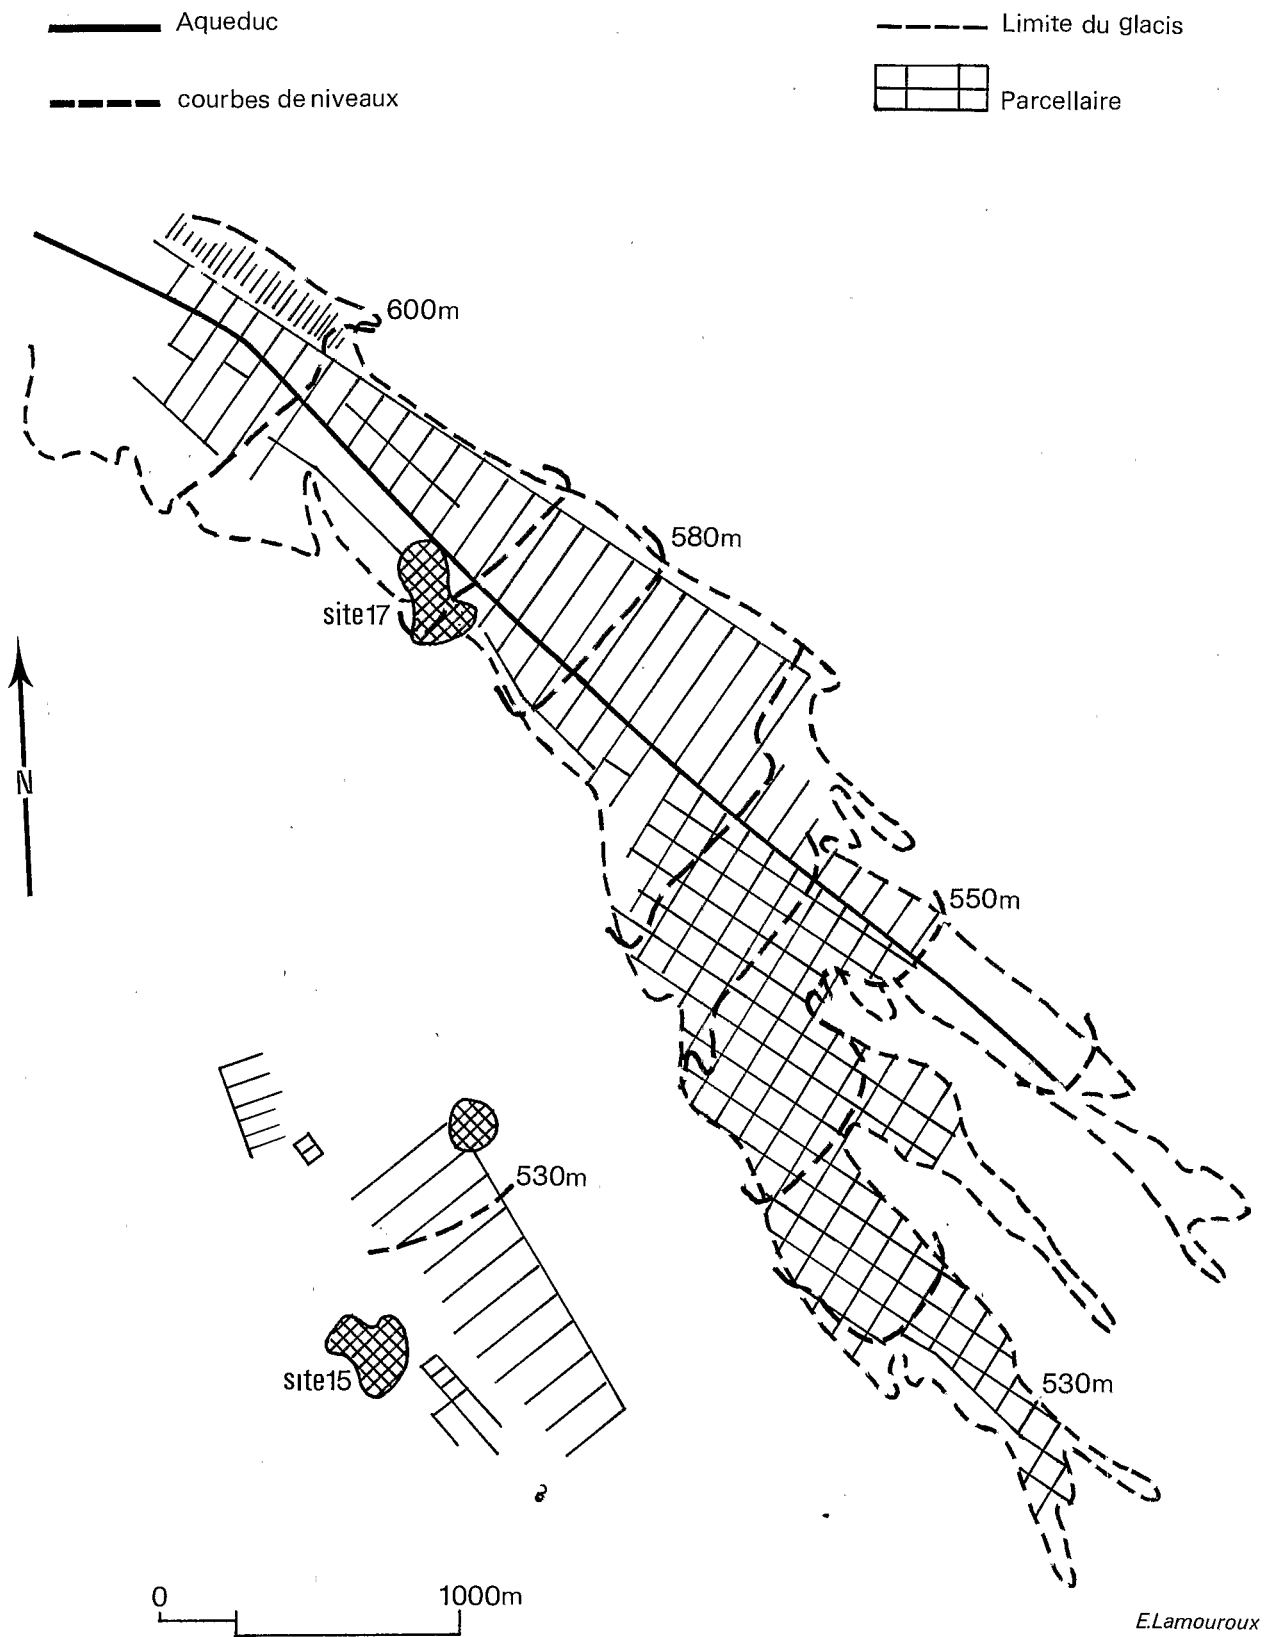 Aqueduc
Limite du glacis
courbes de niveaux
Parcellaire
600m
580m
site17
N
550m
530m
site15
530m
0 1000m
E.Lamouroux